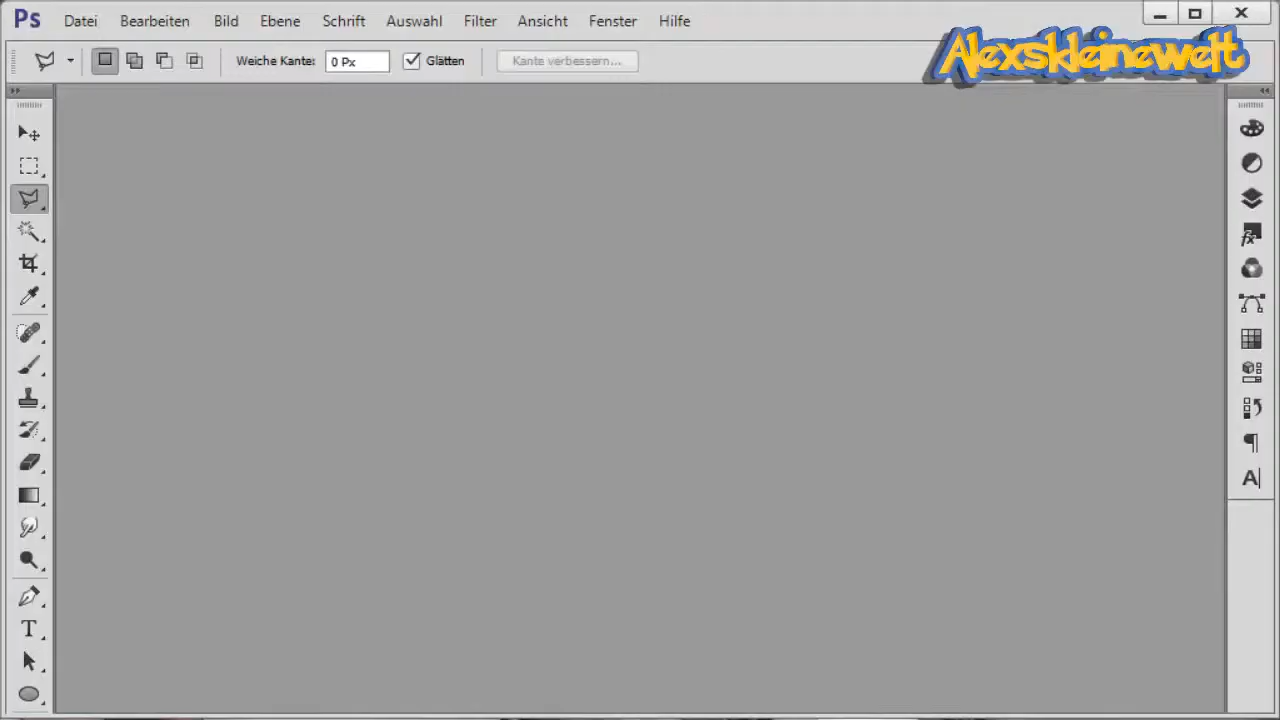 Ps Datei Bearbeiten Bild Ebene Schrift Auswahl Filter Ansicht Fenster Hilfe
Alexskleinewelt
Weiche Kante: 0 Px Glätten Kante verbessern...
fx
A
T